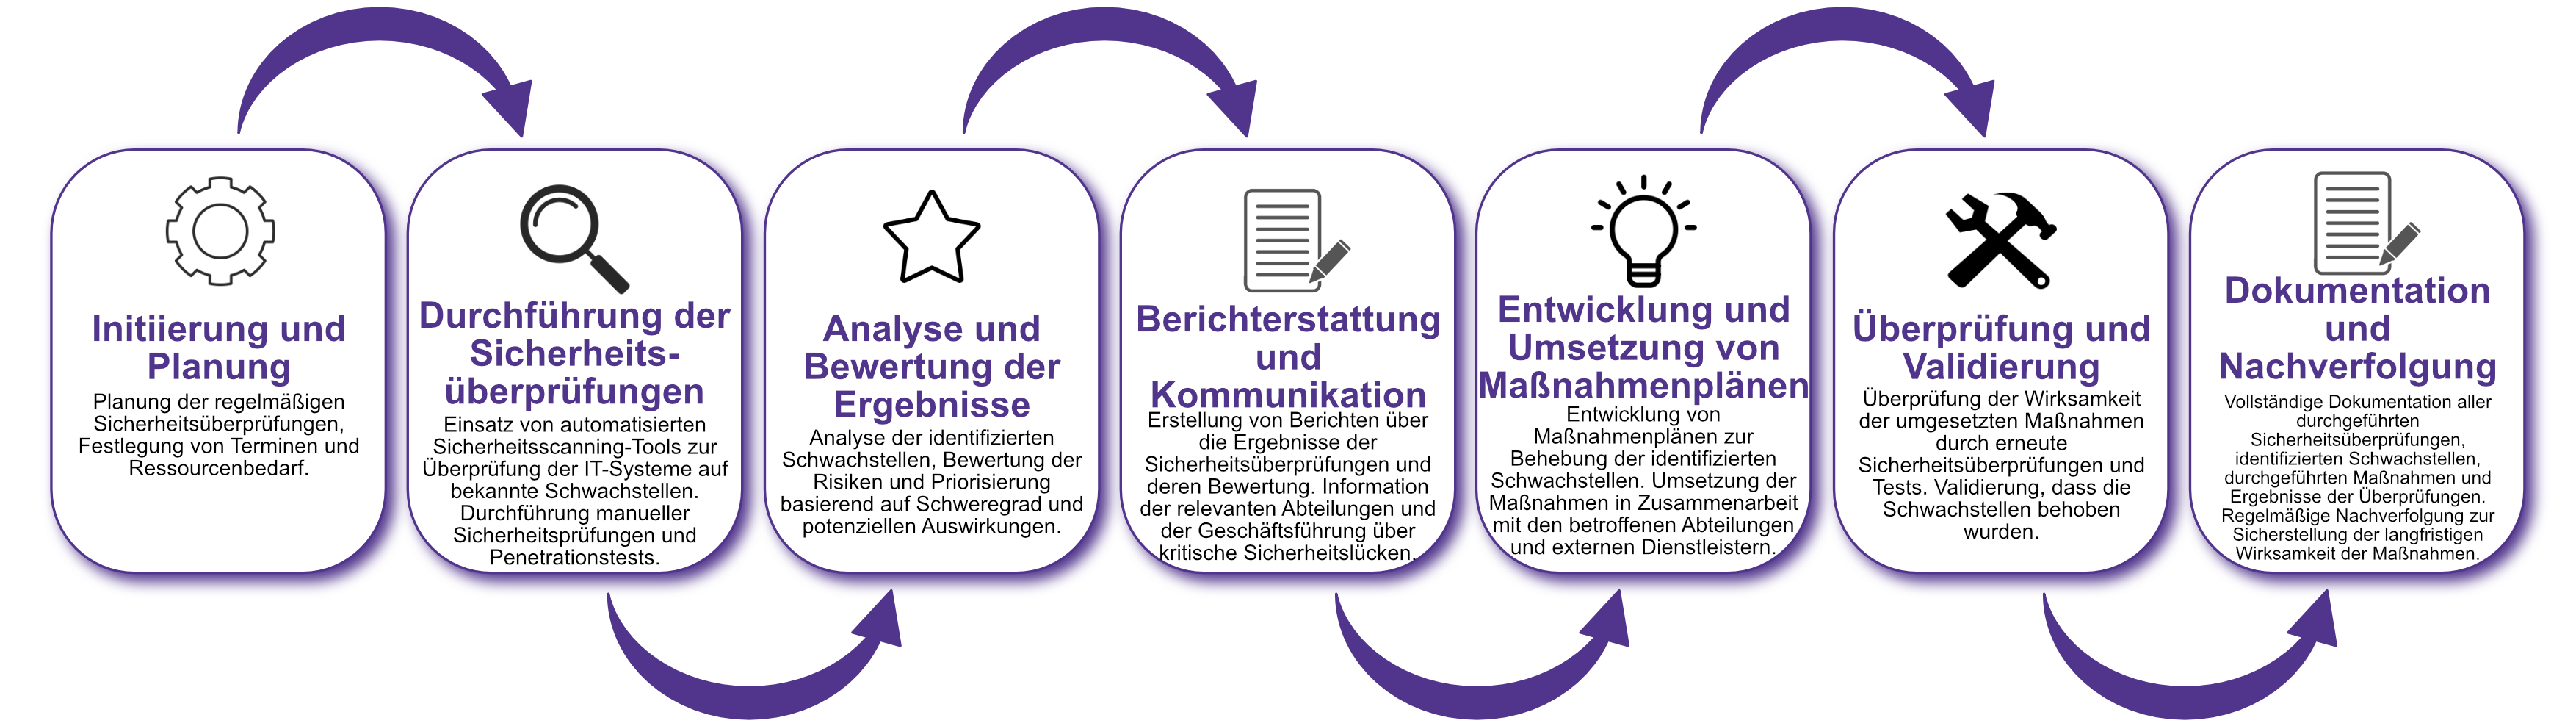 Initiierung und
Planung
Planung der regelmäßigen
Sicherheitsüberprüfungen,
Festlegung von Terminen und
Ressourcenbedarf.
Durchführung der
Sicherheits-
überprüfungen
Einsatz von automatisierten
Sicherheitsscanning-Tools zur
Überprüfung der IT-Systeme auf
bekannte Schwachstellen.
Durchführung manueller
Sicherheitsprüfungen und
Penetrationstests.
Analyse und
Bewertung der
Ergebnisse
Analyse der identifizierten
Schwachstellen, Bewertung der
Risiken und Priorisierung
basierend auf Schweregrad und
potenziellen Auswirkungen.
Berichterstattung
und
Kommunikation
Erstellung von Berichten über
die Ergebnisse der
Sicherheitsüberprüfungen und
deren Bewertung. Information
der relevanten Abteilungen und
der Geschäftsführung über
kritische Sicherheitslücken.
Entwicklung und
Umsetzung von
Maßnahmenplänen
Entwicklung von
Maßnahmenplänen zur
Behebung der identifizierten
Schwachstellen. Umsetzung der
Maßnahmen in Zusammenarbeit
mit den betroffenen Abteilungen
und externen Dienstleistern.
Überprüfung und
Validierung
Überprüfung der Wirksamkeit
der umgesetzten Maßnahmen
durch erneute
Sicherheitsüberprüfungen und
Tests. Validierung, dass die
Schwachstellen behoben
wurden.
Dokumentation
und
Nachverfolgung
Vollständige Dokumentation aller
durchgeführten
Sicherheitsüberprüfungen,
identifizierten Schwachstellen,
durchgeführten Maßnahmen und
Ergebnisse der Überprüfungen.
Regelmäßige Nachverfolgung zur
Sicherstellung der langfristigen
Wirksamkeit der Maßnahmen.